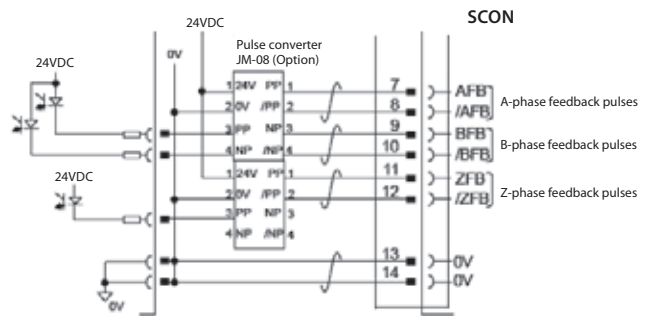 SCON
24VDC
0V
Pulse converter
JM-08 (Option)
24VDC
1 24V PP 1
2 0V /PP 2
3 PP NP 3
4 NP /NP 4
7 AFB
8 /AFB
A-phase feedback pulses
9 BFB
10 /BFB
B-phase feedback pulses
24VDC
1 24V PP 1
2 0V /PP 2
3 PP NP 3
4 NP /NP 4
11 ZFB
12 /ZFB
Z-phase feedback pulses
13 0V
14 0V
0V